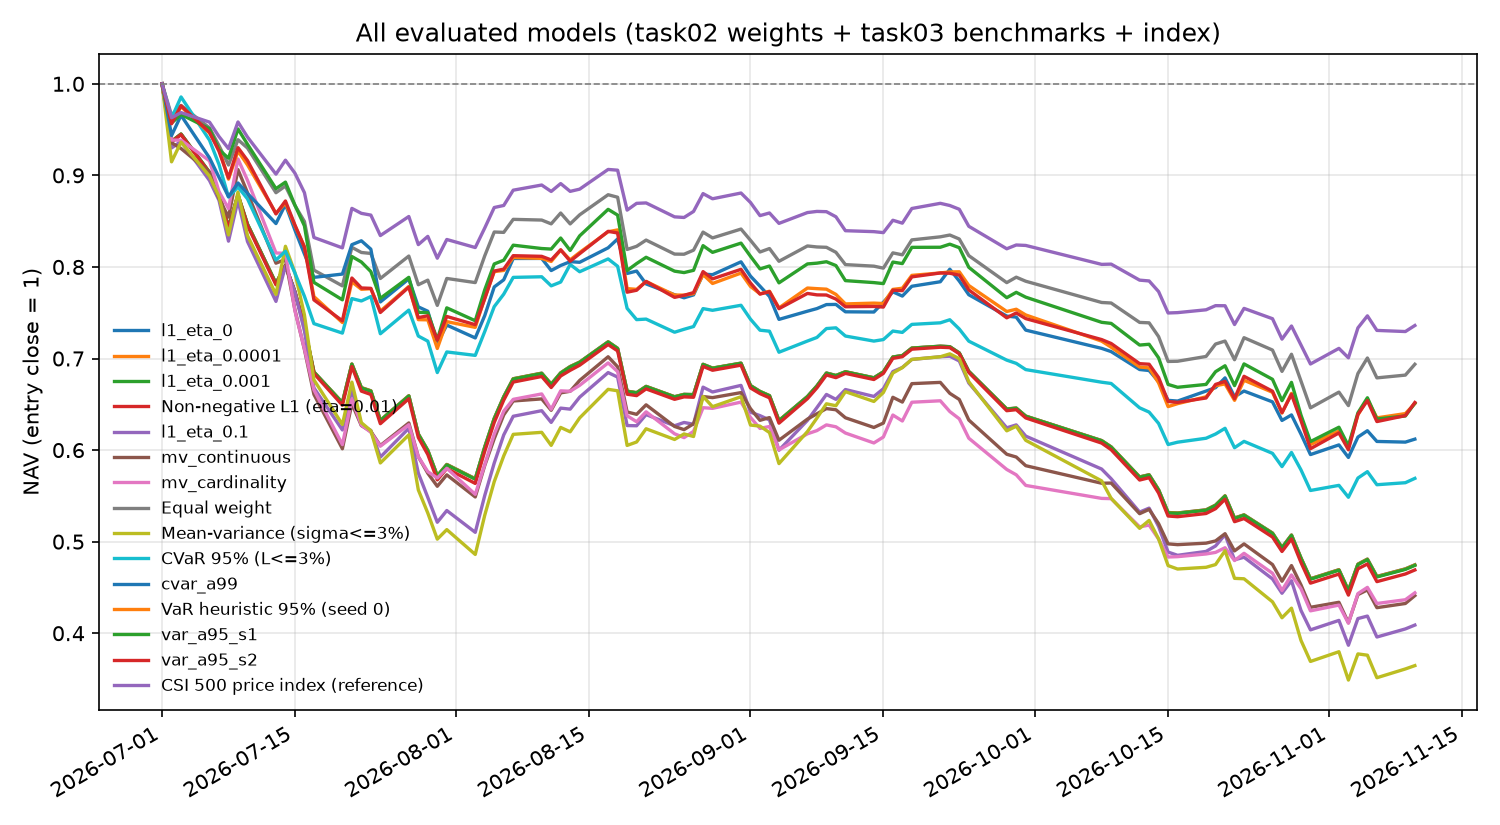 All evaluated models (task02 weights + task03 benchmarks + index)
NAV (entry close = 1)
1.0
0.9
0.8
0.7
0.6
0.5
0.4
l1_eta_0
l1_eta_0.0001
l1_eta_0.001
Non-negative L1 (eta=0.01)
l1_eta_0.1
mv_continuous
mv_cardinality
Equal weight
Mean-variance (sigma<=3%)
CVaR 95% (L<=3%)
cvar_a99
VaR heuristic 95% (seed 0)
var_a95_s1
var_a95_s2
CSI 500 price index (reference)
2026-07-01
2026-07-15
2026-08-01
2026-08-15
2026-09-01
2026-09-15
2026-10-01
2026-10-15
2026-11-01
2026-11-15